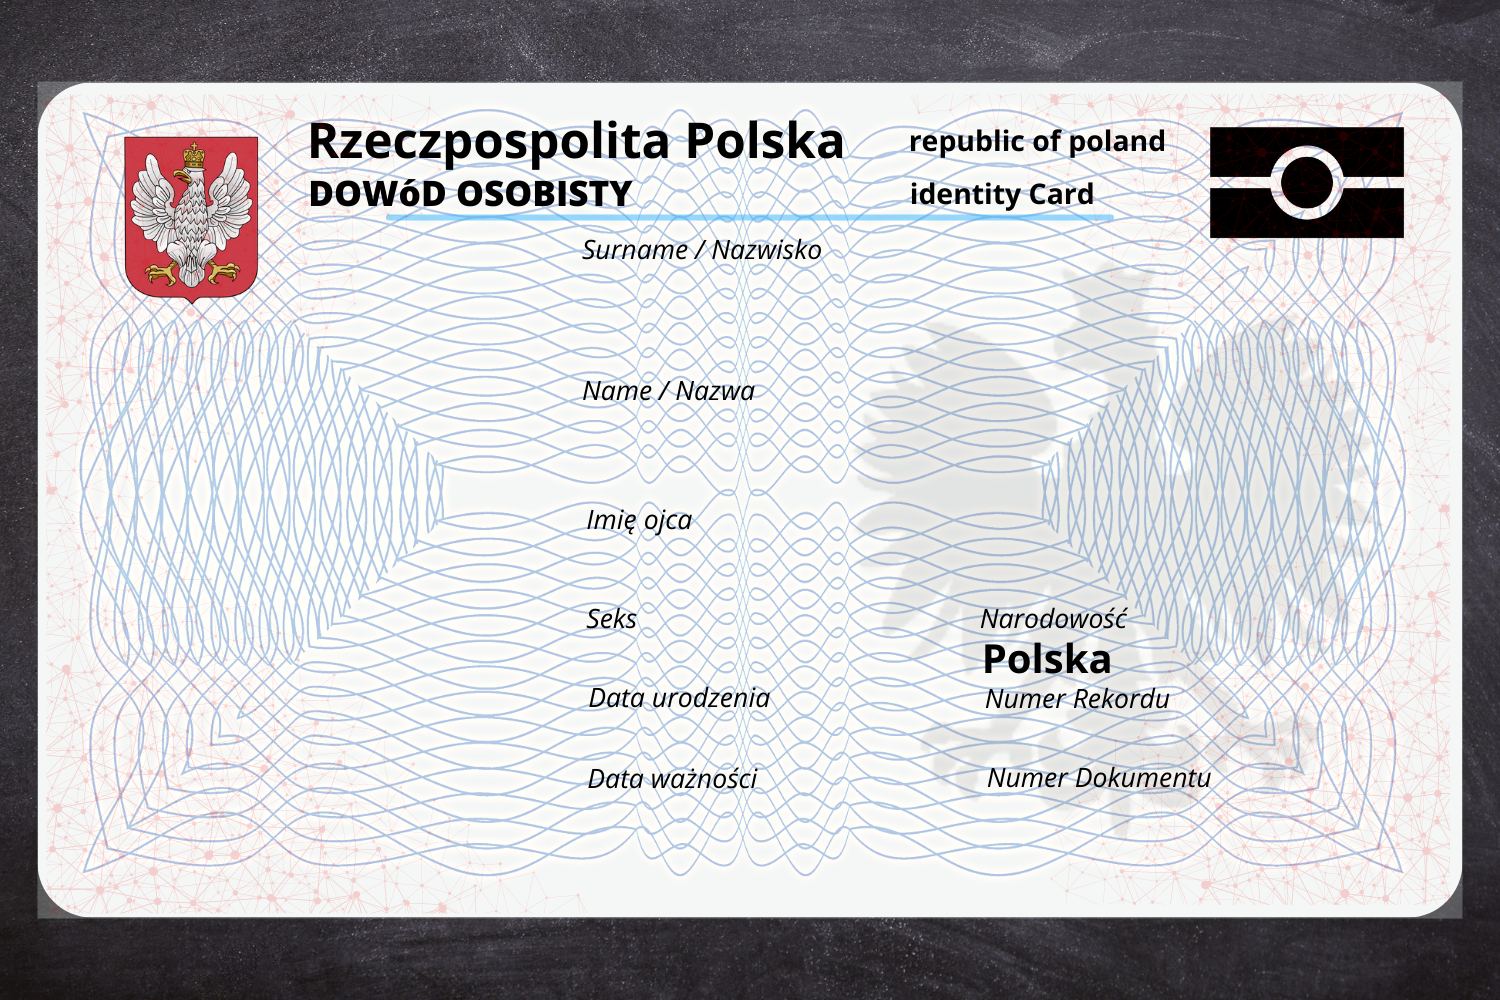 Rzeczpospolita Polska
republic of poland
DOWóD OSOBISTY
identity Card
Surname / Nazwisko
Name / Nazwa
Imię ojca
Seks
Narodowość
Polska
Data urodzenia
Numer Rekordu
Data ważności
Numer Dokumentu